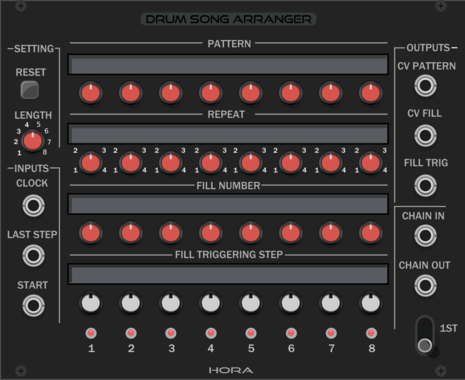 DRUM SONG ARRANGER
SETTING
PATTERN
OUTPUTS
RESET
CV PATTERN
LENGTH
1 2 3 4 5 6 7 8
REPEAT
CV FILL
1 2 3 4 1 2 3 4 1 2 3 4 1 2 3 4 1 2 3 4 1 2 3 4 1 2 3 4 1 2 3 4
INPUTS
CLOCK
FILL NUMBER
FILL TRIG
LAST STEP
CHAIN IN
FILL TRIGGERING STEP
CHAIN OUT
START
1ST
1 2 3 4 5 6 7 8
HORA